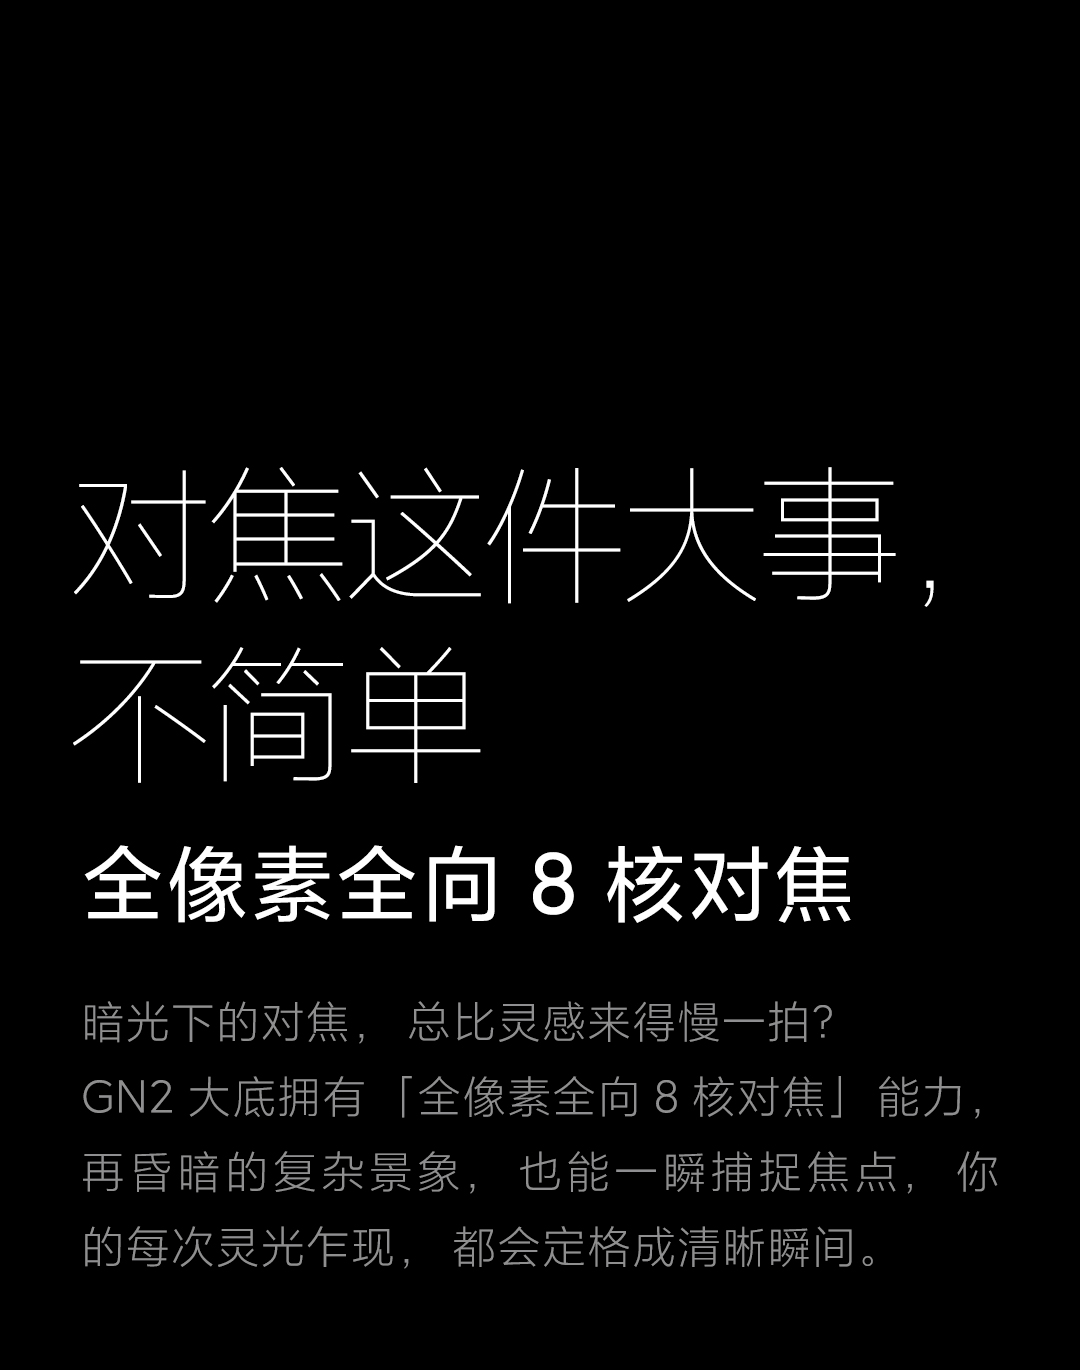 对焦这件大事，
不简单
全像素全向 8 核对焦
暗光下的对焦，总比灵感来得慢一拍？
GN2 大底拥有「全像素全向 8 核对焦」能力，
再昏暗的复杂景象，也能一瞬捕捉焦点，你
的每次灵光乍现，都会定格成清晰瞬间。